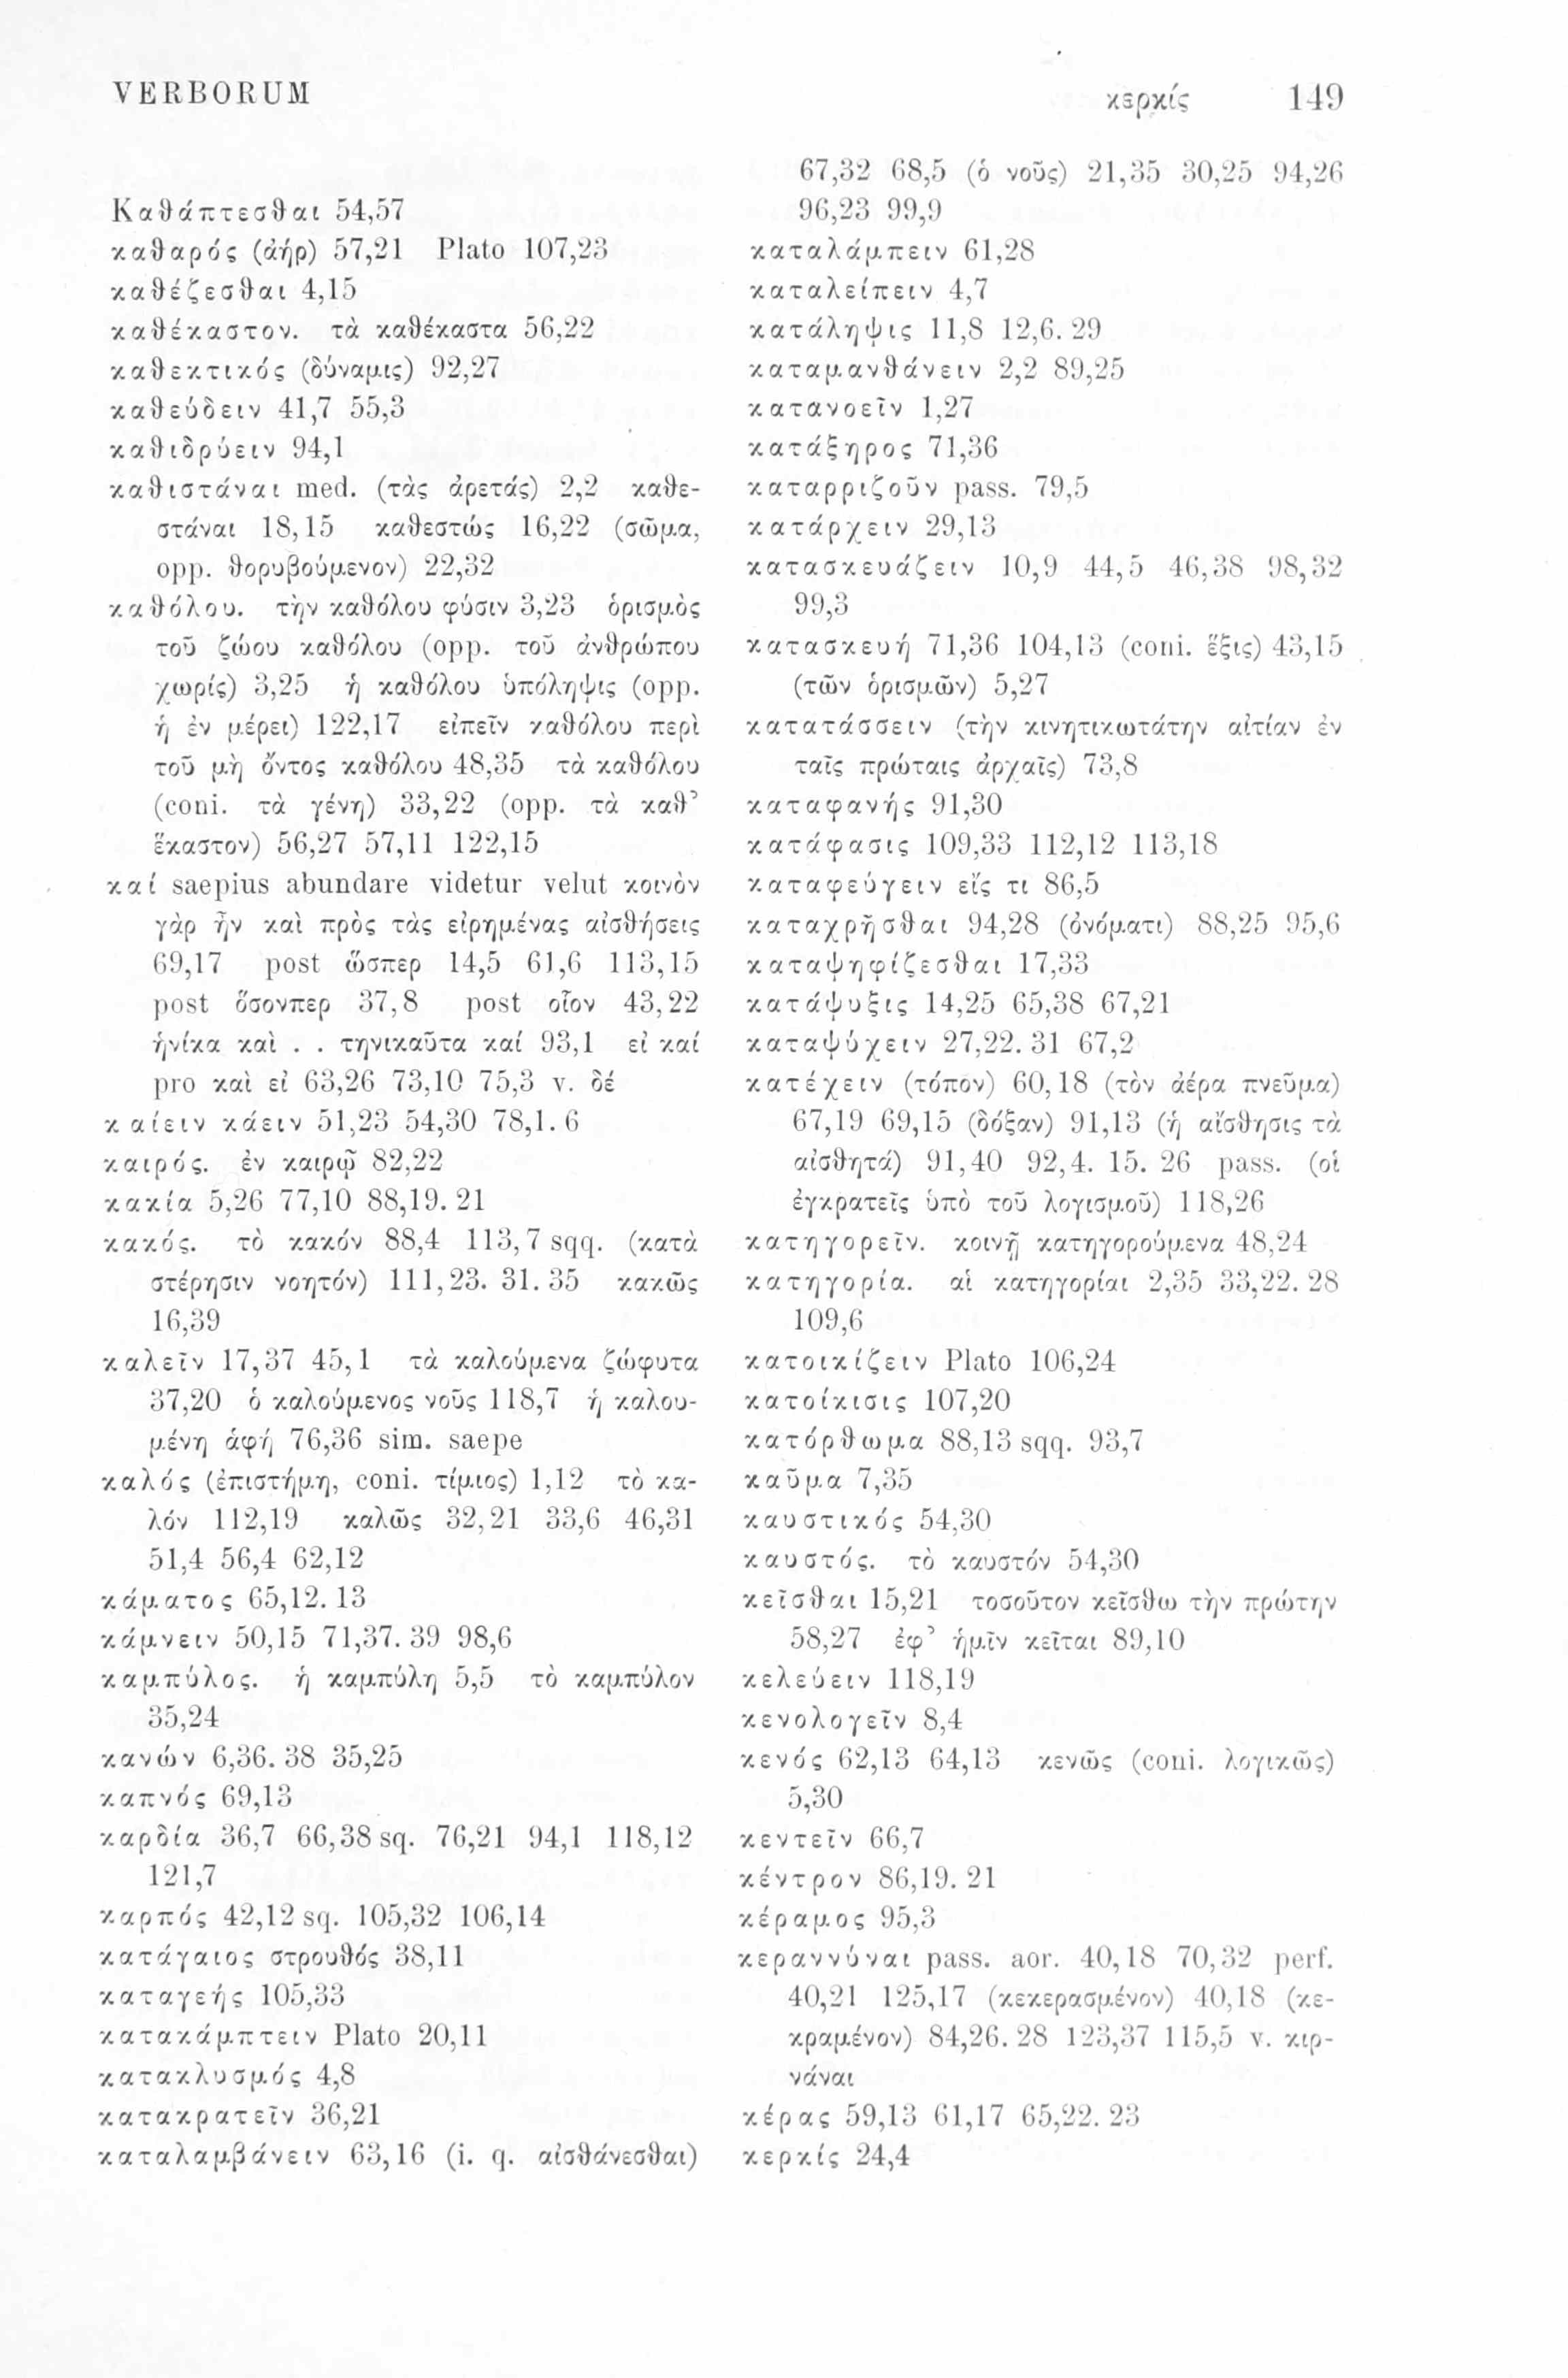 VERBORUM
κερκίς 149
Καθάπτεσθαι 54,57
καθαρός (ἀήρ) 57,21 Plato 107,23
καθέζεσθαι 4,15
καθέκαστον. τὰ καθέκαστα 56,22
καθεκτικός (δύναμις) 92,27
καθεύδειν 41,7 55,3
καθιδρύειν 94,1
καθιστάναι med. (τὰς ἀρετάς) 2,2 καθε-
στάναι 18,15 καθεστώς 16,22 (σῶμα,
opp. θορυβούμενον) 22,32
καθόλου. τὴν καθόλου φύσιν 3,23 ὁρισμὸς
τοῦ ζώου καθόλου (opp. τοῦ ἀνθρώπου
χωρίς) 3,25 ἡ καθόλου ὑπόληψις (opp.
ἡ ἐν μέρει) 122,17 εἰπεῖν καθόλου περὶ
τοῦ μὴ ὄντος καθόλου 48,35 τὰ καθόλου
(coni. τὰ γένη) 33,22 (opp. τὰ καθ’
ἕκαστον) 56,27 57,11 122,15
καί saepius abundare videtur velut κοινὸν
γὰρ ἦν καὶ πρὸς τὰς εἰρημένας αἰσθήσεις
69,17 post ὥσπερ 14,5 61,6 113,15
post ὅσονπερ 37,8 post οἷον 43,22
ἡνίκα καὶ . . τηνικαῦτα καί 93,1 εἰ καί
pro καὶ εἰ 63,26 73,10 75,3 v. δέ
καίειν κάειν 51,23 54,30 78,1. 6
καιρός. ἐν καιρῷ 82,22
κακία 5,26 77,10 88,19. 21
κακός. τὸ κακόν 88,4 113,7 sqq. (κατὰ
στέρησιν νοητόν) 111,23. 31. 35 κακῶς
16,39
καλεῖν 17,37 45,1 τὰ καλούμενα ζώφυτα
37,20 ὁ καλούμενος νοῦς 118,7 ἡ καλου-
μένη ἁφή 76,36 sim. saepe
καλός (ἐπιστήμη, coni. τίμιος) 1,12 τὸ κα-
λόν 112,19 καλῶς 32,21 33,6 46,31
51,4 56,4 62,12
κάματος 65,12. 13
κάμνειν 50,15 71,37. 39 98,6
καμπύλος. ἡ καμπύλη 5,5 τὸ καμπύλον
35,24
κανών 6,36. 38 35,25
καπνός 69,13
καρδία 36,7 66,38 sq. 76,21 94,1 118,12
121,7
καρπός 42,12 sq. 105,32 106,14
κατάγαιος στρουθός 38,11
καταγεής 105,33
κατακάμπτειν Plato 20,11
κατακλυσμός 4,8
κατακρατεῖν 36,21
καταλαμβάνειν 63,16 (i. q. αἰσθάνεσθαι)
67,32 68,5 (ὁ νοῦς) 21,35 30,25 94,26
96,23 99,9
καταλάμπειν 61,28
καταλείπειν 4,7
κατάληψις 11,8 12,6. 29
καταμανθάνειν 2,2 89,25
κατανοεῖν 1,27
κατάξηρος 71,36
καταρριζοῦν pass. 79,5
κατάρχειν 29,13
κατασκευάζειν 10,9 44,5 46,38 98,32
99,3
κατασκευή 71,36 104,13 (coni. ἕξις) 43,15
(τῶν ὁρισμῶν) 5,27
κατατάσσειν (τὴν κινητικωτάτην αἰτίαν ἐν
ταῖς πρώταις ἀρχαῖς) 73,8
καταφανής 91,30
κατάφασις 109,33 112,12 113,18
καταφεύγειν εἴς τι 86,5
καταχρῆσθαι 94,28 (ὀνόματι) 88,25 95,6
καταψηφίζεσθαι 17,33
κατάψυξις 14,25 65,38 67,21
καταψύχειν 27,22. 31 67,2
κατέχειν (τόπον) 60,18 (τὸν ἀέρα πνεῦμα)
67,19 69,15 (δόξαν) 91,13 (ἡ αἴσθησις τὰ
αἰσθητά) 91,40 92,4. 15. 26 pass. (οἱ
ἐγκρατεῖς ὑπὸ τοῦ λογισμοῦ) 118,26
κατηγορεῖν. κοινῇ κατηγορούμενα 48,24
κατηγορία. αἱ κατηγορίαι 2,35 33,22. 28
109,6
κατοικίζειν Plato 106,24
κατοίκισις 107,20
κατόρθωμα 88,13 sqq. 93,7
καῦμα 7,35
καυστικός 54,30
καυστός. τὸ καυστόν 54,30
κεῖσθαι 15,21 τοσοῦτον κεῖσθω τὴν πρώτην
58,27 ἐφ’ ἡμῖν κεῖται 89,10
κελεύειν 118,19
κενολογεῖν 8,4
κενός 62,13 64,13 κενῶς (coni. λογικῶς)
5,30
κεντεῖν 66,7
κέντρον 86,19. 21
κέραμος 95,3
κεραννύναι pass. aor. 40,18 70,32 perf.
40,21 125,17 (κεκερασμένον) 40,18 (κε-
κραμένον) 84,26. 28 123,37 115,5 v. κιρ-
νάναι
κέρας 59,13 61,17 65,22. 23
κερκίς 24,4